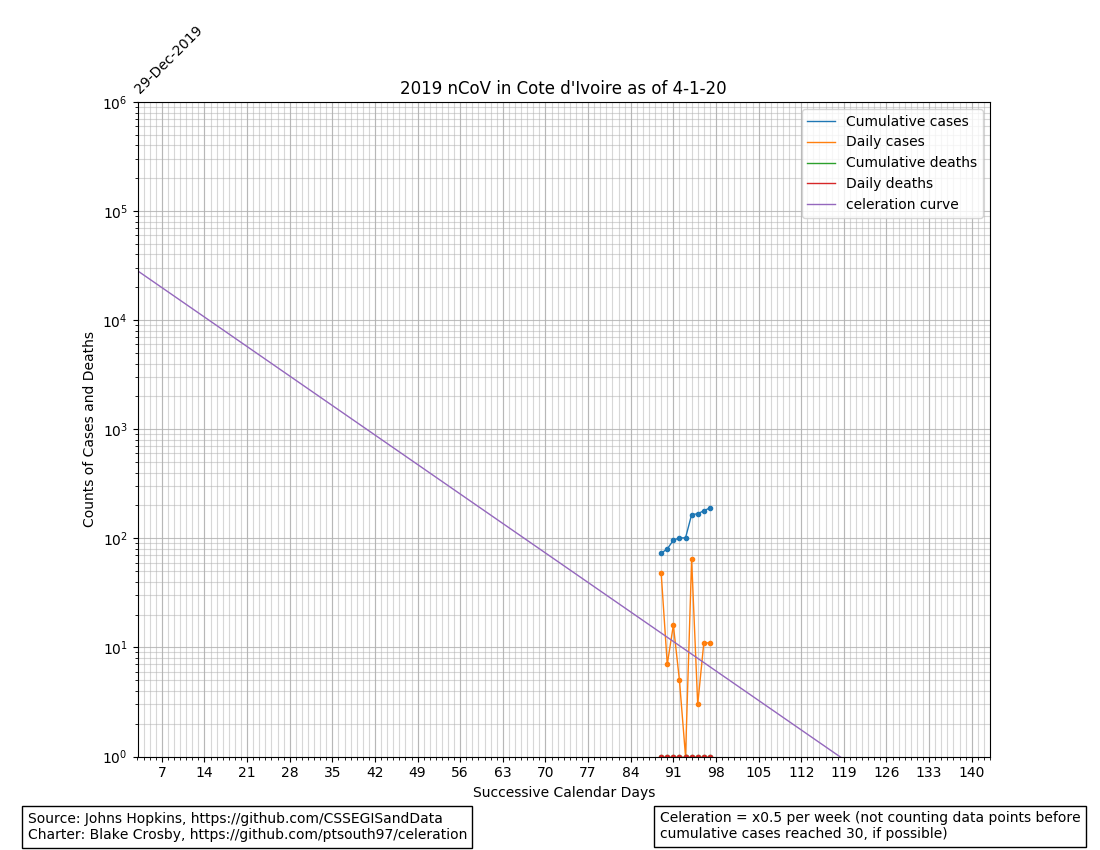 29-Dec-2019
2019 nCoV in Cote d'Ivoire as of 4-1-20
Cumulative cases
Daily cases
Cumulative deaths
Daily deaths
celeration curve
Counts of Cases and Deaths
10^6
10^5
10^4
10^3
10^2
10^1
10^0
7 14 21 28 35 42 49 56 63 70 77 84 91 98 105 112 119 126 133 140
Successive Calendar Days
Source: Johns Hopkins, https://github.com/CSSEGISandData
Charter: Blake Crosby, https://github.com/ptsouth97/celeration
Celeration = x0.5 per week (not counting data points before
cumulative cases reached 30, if possible)